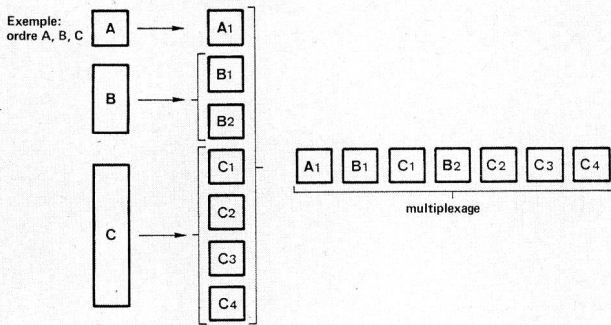 Exemple:
ordre A, B, C
A
A1
B
B1
B2
C
C1
C2
C3
C4
A1 B1 C1 B2 C2 C3 C4
multiplexage